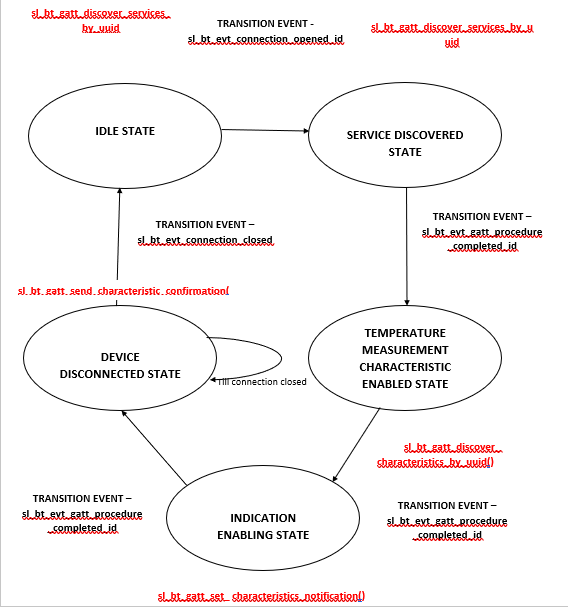 sl_bt_gatt_discover_services_
by_uuid
TRANSITION EVENT -
sl_bt_evt_connection_opened_id
sl_bt_gatt_discover_services_by_u
uid
IDLE STATE
SERVICE DISCOVERED
STATE
TRANSITION EVENT –
sl_bt_evt_connection_closed
TRANSITION EVENT –
sl_bt_evt_gatt_procedure
_completed_id
sl_bt_gatt_send_characteristic_confirmation(
DEVICE
DISCONNECTED STATE
Till connection closed
TEMPERATURE
MEASUREMENT
CHARACTERISTIC
ENABLED STATE
sl_bt_gatt_discover_
characteristics_by_uuid()
TRANSITION EVENT –
sl_bt_evt_gatt_procedure
_completed_id
INDICATION
ENABLING STATE
TRANSITION EVENT –
sl_bt_evt_gatt_procedure
_completed_id
sl_bt_gatt_set_ characteristics_notification()